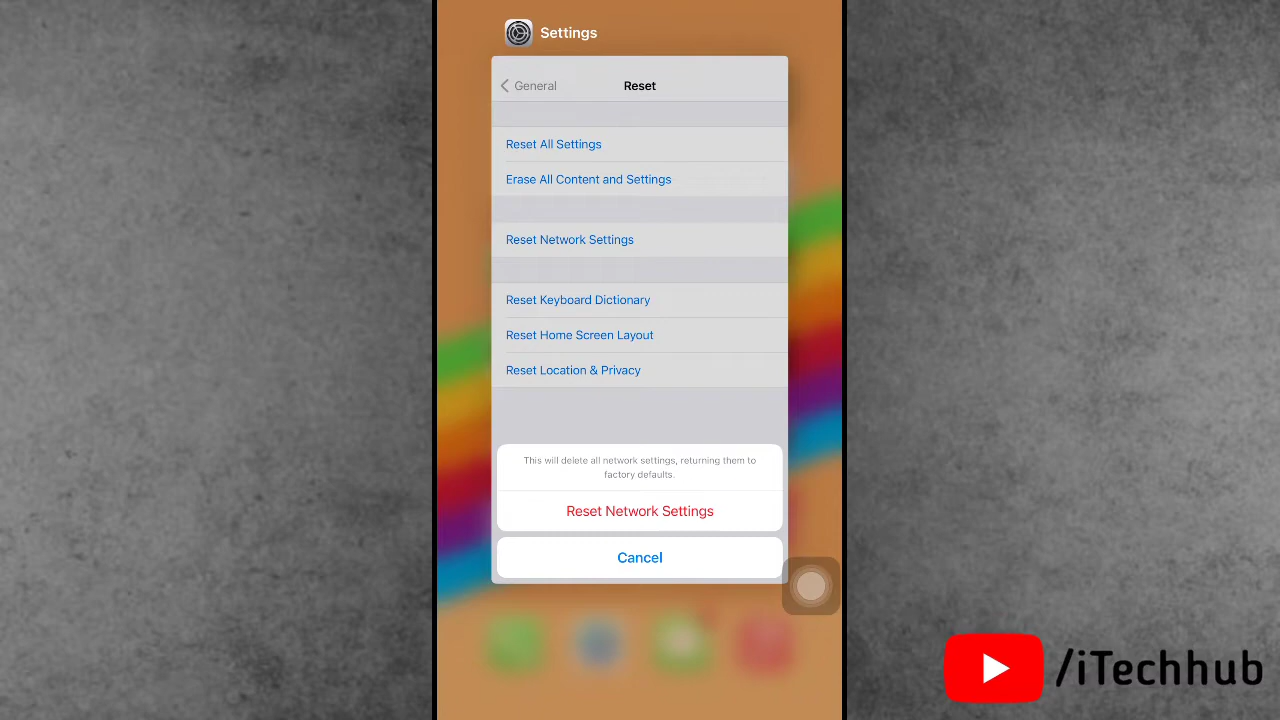 Settings
General
Reset
Reset All Settings
Erase All Content and Settings
Reset Network Settings
Reset Keyboard Dictionary
Reset Home Screen Layout
Reset Location & Privacy
This will delete all network settings, returning them to
factory defaults.
Reset Network Settings
Cancel
/iTechhub